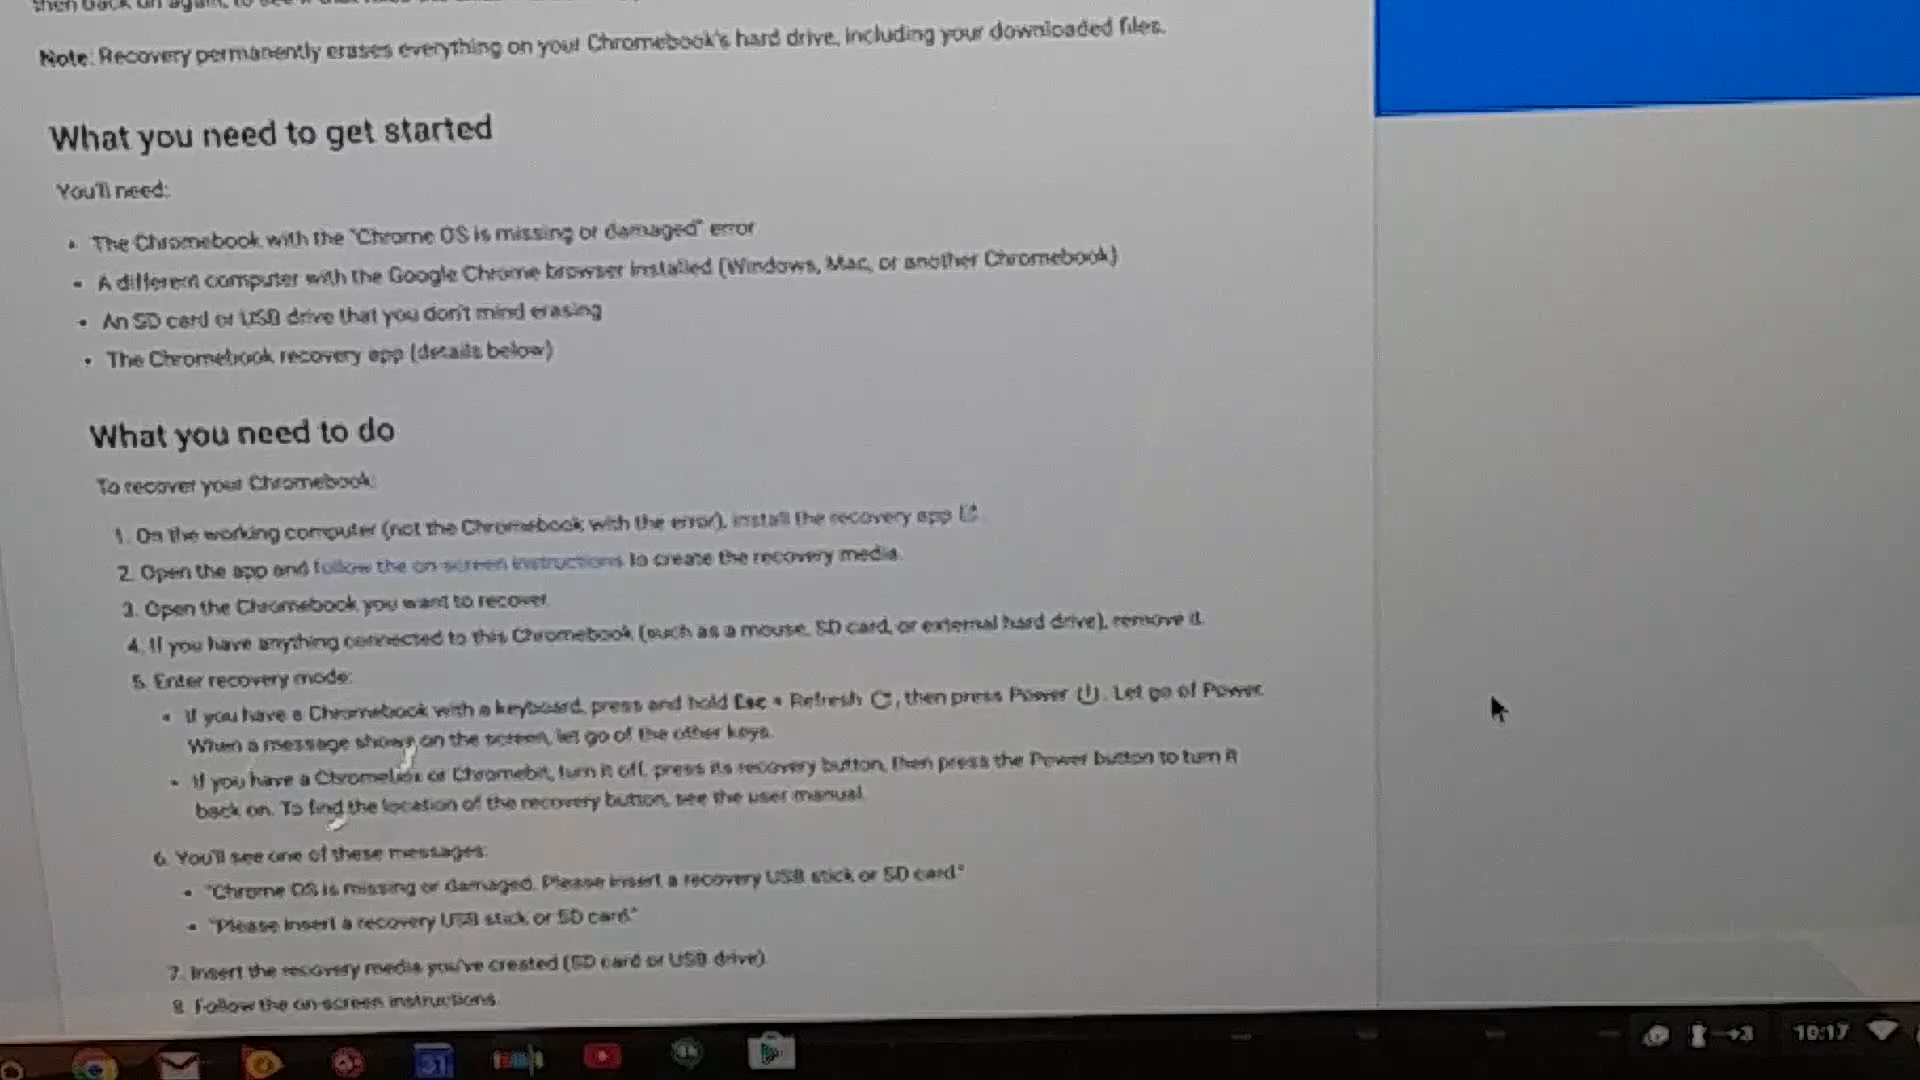 then back on again, to see if that
Note: Recovery permanently erases everything on your Chromebook's hard drive, including your downloaded files.
What you need to get started
You'll need:
• The Chromebook with the "Chrome OS is missing or damaged" error
• A different computer with the Google Chrome browser installed (Windows, Mac, or another Chromebook)
• An SD card or USB drive that you don't mind erasing
• The Chromebook recovery app (details below)
What you need to do
To recover your Chromebook:
1. On the working computer (not the Chromebook with the error), install the recovery app
2. Open the app and follow the on-screen instructions to create the recovery media.
3. Open the Chromebook you want to recover.
4. If you have anything connected to this Chromebook (such as a mouse, SD card, or external hard drive), remove it.
5. Enter recovery mode:
• If you have a Chromebook with a keyboard, press and hold Esc + Refresh , then press Power . Let go of Power.
When a message shows on the screen, let go of the other keys.
• If you have a Chromebox or Chromebit, turn it off, press its recovery button, then press the Power button to turn it
back on. To find the location of the recovery button, see the user manual.
6. You'll see one of these messages:
• "Chrome OS is missing or damaged. Please insert a recovery USB stick or SD card"
• "Please insert a recovery USB stick or SD card"
7. Insert the recovery media you've created (SD card or USB drive).
8. Follow the on-screen instructions.
31
+3
10:17